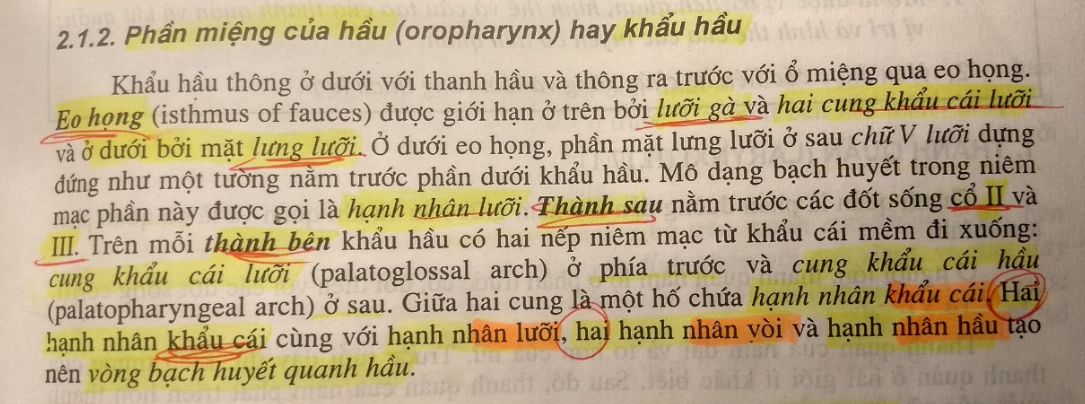 2.1.2. Phần miệng của hầu (oropharynx) hay khẩu hầu
Khẩu hầu thông ở dưới với thanh hầu và thông ra trước với ổ miệng qua eo họng.
Eo họng (isthmus of fauces) được giới hạn ở trên bởi lưỡi gà và hai cung khẩu cái lưỡi
và ở dưới bởi mặt lưng lưỡi. Ở dưới eo họng, phần mặt lưng lưỡi ở sau chữ V lưỡi dựng
đứng như một tường nằm trước phần dưới khẩu hầu. Mô dạng bạch huyết trong niêm
mạc phần này được gọi là hạnh nhân lưỡi. Thành sau nằm trước các đốt sống cổ II và
III. Trên mỗi thành bên khẩu hầu có hai nếp niêm mạc từ khẩu cái mềm đi xuống:
cung khẩu cái lưỡi (palatoglossal arch) ở phía trước và cung khẩu cái hầu
(palatopharyngeal arch) ở sau. Giữa hai cung là một hố chứa hạnh nhân khẩu cái. Hai
hạnh nhân khẩu cái cùng với hạnh nhân lưỡi, hai hạnh nhân vòi và hạnh nhân hầu tạo
nên vòng bạch huyết quanh hầu.